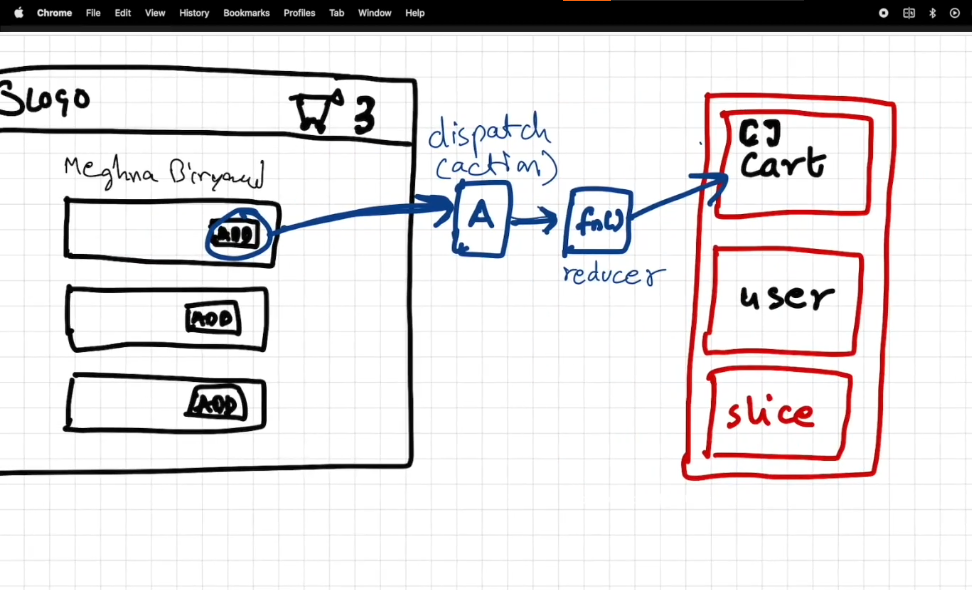 Chrome File Edit View History Bookmarks Profiles Tab Window Help
SLOGO
3
Meghna Biryani
ADD
ADD
ADD
dispatch
(action)
A
fn()
reducer
[]
Cart
user
slice